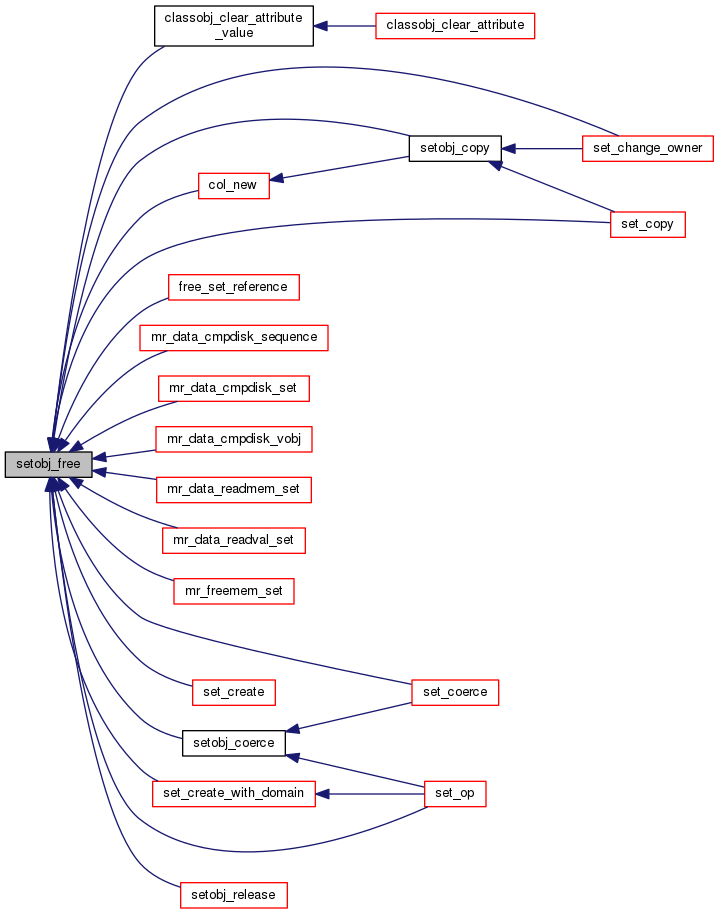 classobj_clear_attribute
_value
classobj_clear_attribute
setobj_copy
set_change_owner
col_new
set_copy
free_set_reference
mr_data_cmpdisk_sequence
mr_data_cmpdisk_set
mr_data_cmpdisk_vobj
setobj_free
mr_data_readmem_set
mr_data_readval_set
mr_freemem_set
set_create
set_coerce
setobj_coerce
set_create_with_domain
set_op
setobj_release